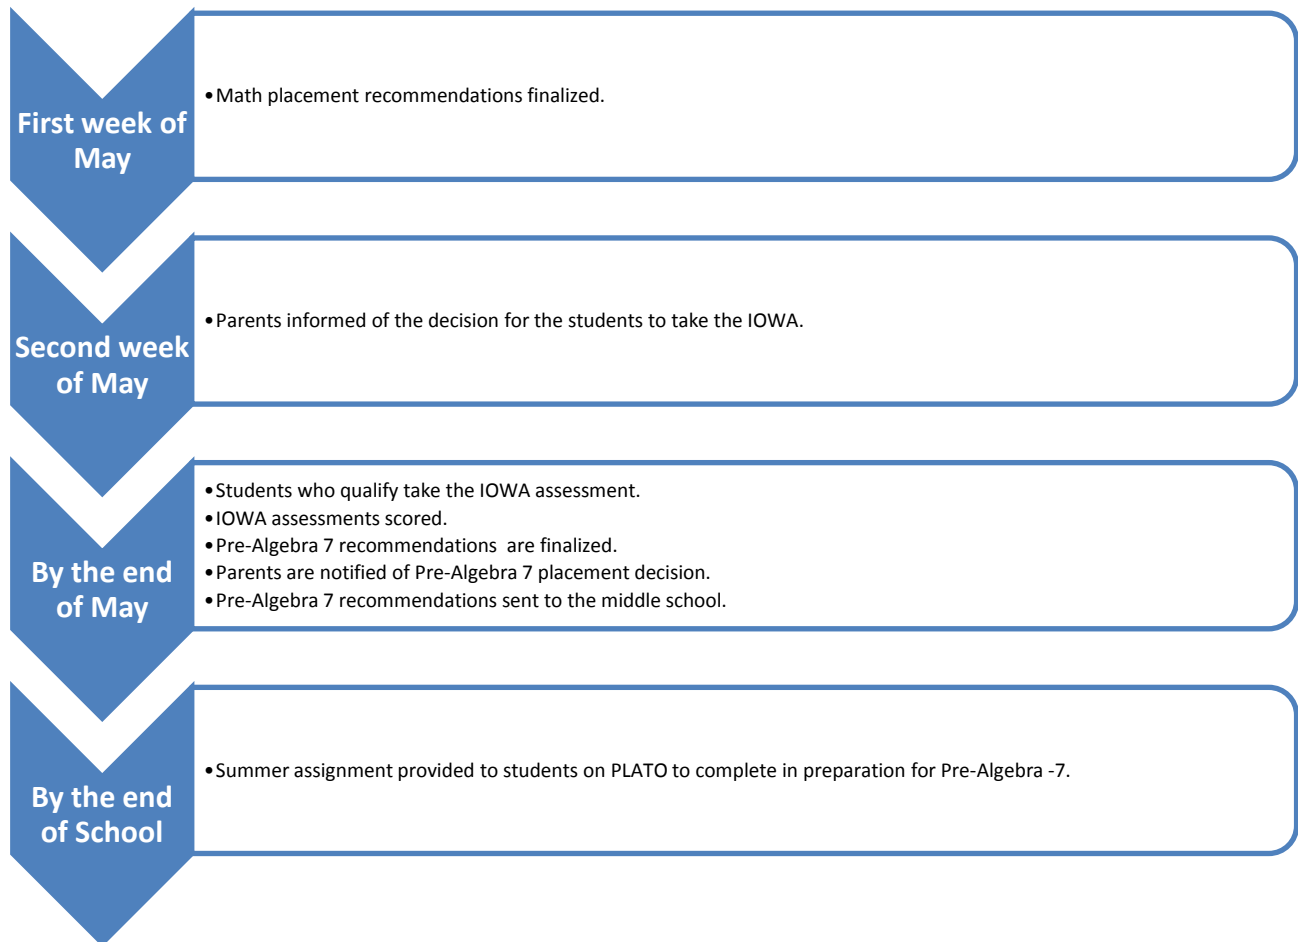 First week of
May
•Math placement recommendations finalized.
Second week
of May
•Parents informed of the decision for the students to take the IOWA.
By the end
of May
•Students who qualify take the IOWA assessment.
•IOWA assessments scored.
•Pre-Algebra 7 recommendations  are finalized.
•Parents are notified of Pre-Algebra 7 placement decision.
•Pre-Algebra 7 recommendations sent to the middle school.
By the end
of School
•Summer assignment provided to students on PLATO to complete in preparation for Pre-Algebra -7.